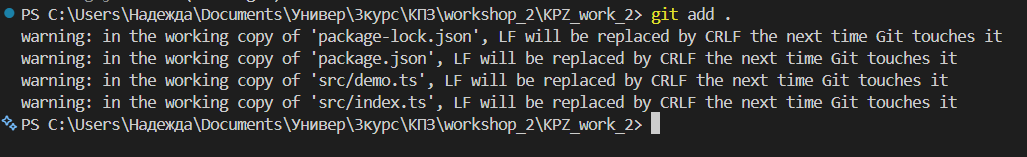 PS C:\Users\Надежда\Documents\Универ\3курс\КПЗ\workshop_2\KPZ_work_2> git add .
warning: in the working copy of 'package-lock.json', LF will be replaced by CRLF the next time Git touches it
warning: in the working copy of 'package.json', LF will be replaced by CRLF the next time Git touches it
warning: in the working copy of 'src/demo.ts', LF will be replaced by CRLF the next time Git touches it
warning: in the working copy of 'src/index.ts', LF will be replaced by CRLF the next time Git touches it
PS C:\Users\Надежда\Documents\Универ\3курс\КПЗ\workshop_2\KPZ_work_2>